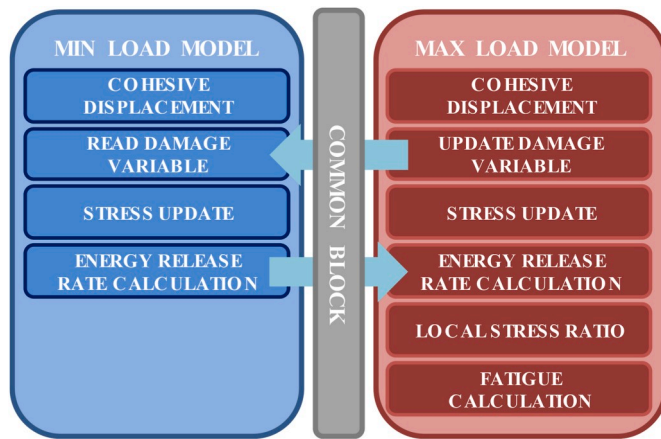 MIN LOAD MODEL
COHESIVE
DISPLACEMENT
READ DAMAGE
VARIABLE
STRESS UPDATE
ENERGY RELEASE
RATE CALCULATION
COMMON BLOCK
MAX LOAD MODEL
COHESIVE
DISPLACEMENT
UPDATE DAMAGE
VARIABLE
STRESS UPDATE
ENERGY RELEASE
RATE CALCULATION
LOCAL STRESS RATIO
FATIGUE
CALCULATION